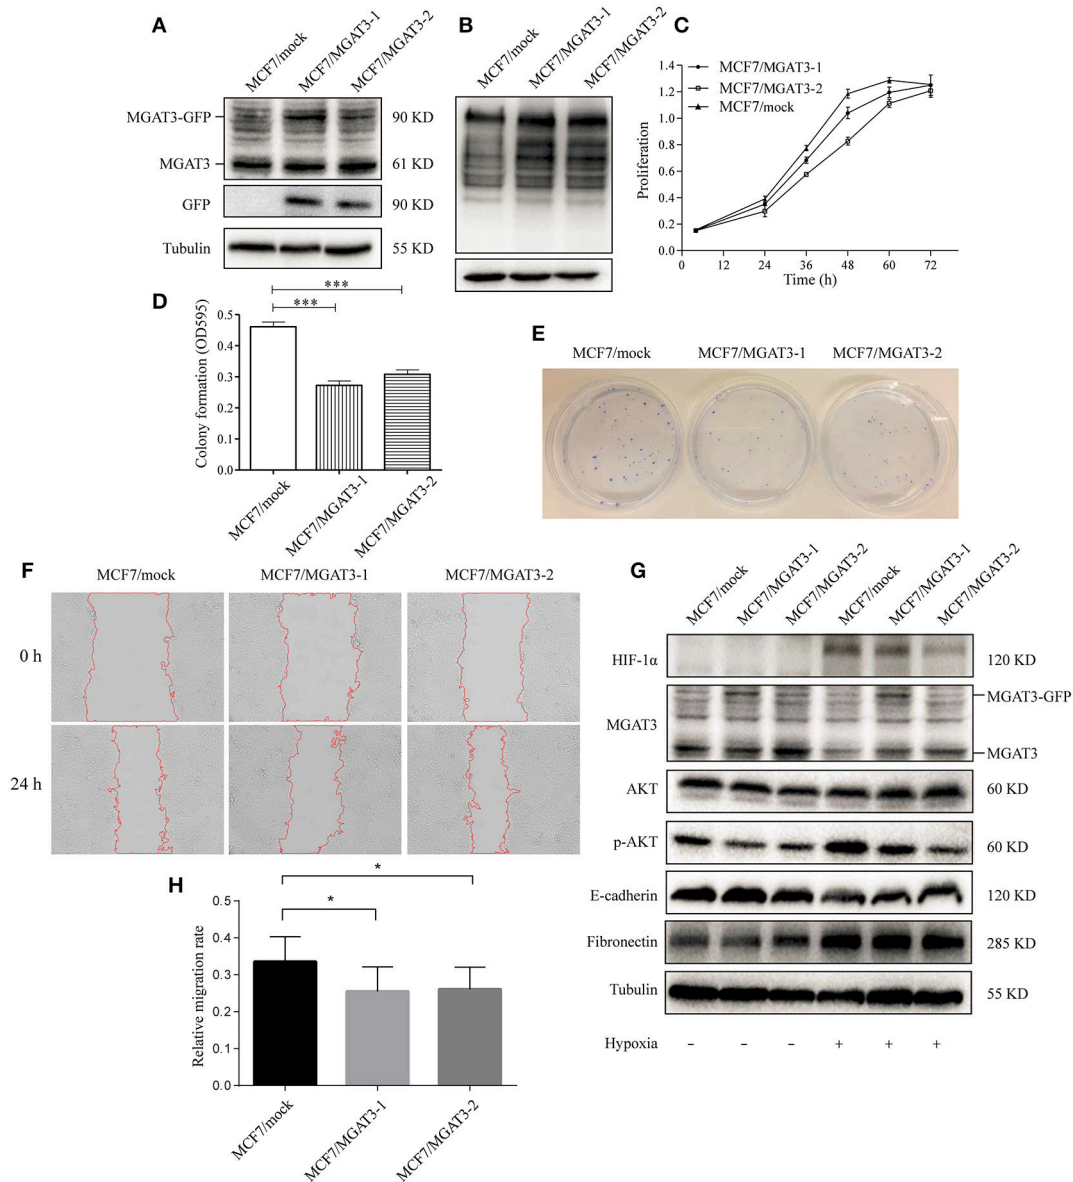 A
MCF7/mock
MCF7/MGAT3-1
MCF7/MGAT3-2
MGAT3-GFP
90 KD
MGAT3
61 KD
GFP
90 KD
Tubulin
55 KD
B
MCF7/mock
MCF7/MGAT3-1
MCF7/MGAT3-2
C
MCF7/MGAT3-1
MCF7/MGAT3-2
MCF7/mock
Proliferation
1.4
1.2
1.0
0.8
0.6
0.4
0.2
0.0
0 12 24 36 48 60 72
Time (h)
D
***
***
Colony formation (OD595)
0.5
0.4
0.3
0.2
0.1
0.0
MCF7/mock
MCF7/MGAT3-1
MCF7/MGAT3-2
E
MCF7/mock MCF7/MGAT3-1 MCF7/MGAT3-2
F
MCF7/mock MCF7/MGAT3-1 MCF7/MGAT3-2
0 h
24 h
G
MCF7/mock
MCF7/MGAT3-1
MCF7/MGAT3-2
MCF7/mock
MCF7/MGAT3-1
MCF7/MGAT3-2
HIF-1α 120 KD
MGAT3-GFP
MGAT3
MGAT3
AKT 60 KD
p-AKT 60 KD
E-cadherin 120 KD
Fibronectin 285 KD
Tubulin 55 KD
Hypoxia - - - + + +
H
*
*
Relative migration rate
0.5
0.4
0.3
0.2
0.1
0.0
MCF7/mock
MCF7/MGAT3-1
MCF7/MGAT3-2